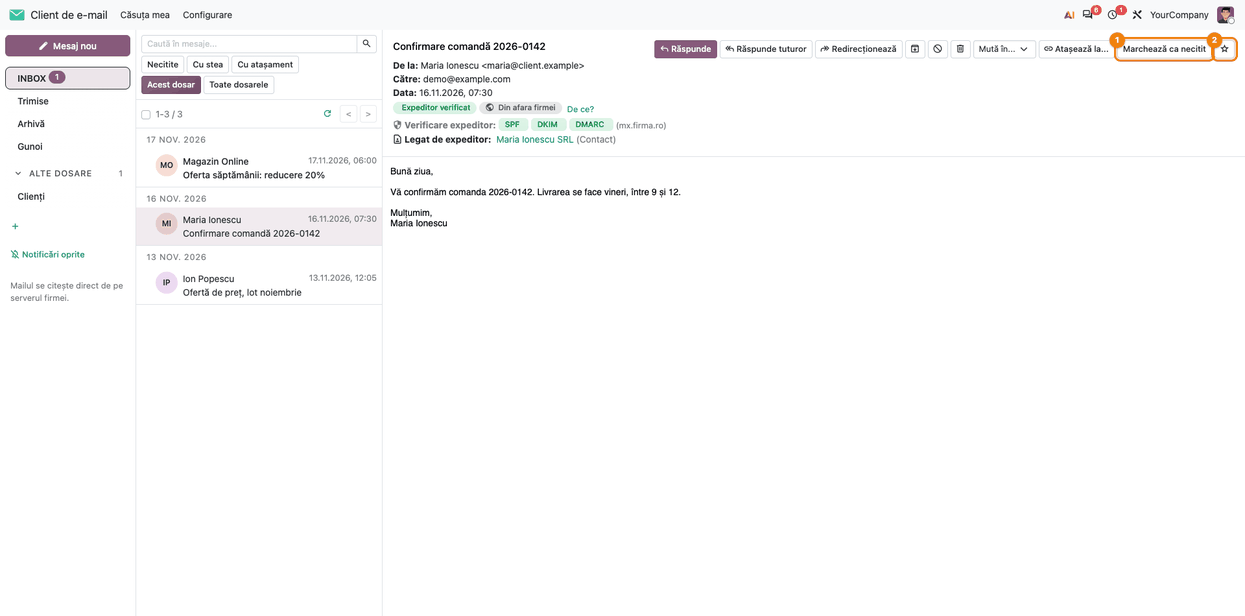 Client de e-mail Căsuța mea Configurare AI 6 1 YourCompany
Mesaj nou
INBOX 1
Trimise
Arhivă
Gunoi
ALTE DOSARE 1
Clienți
+
Notificări oprite
Mailul se citește direct de pe
serverul firmei.
Caută în mesaje...
Necitite Cu stea Cu atașament
Acest dosar Toate dosarele
1-3 / 3 < >
17 NOV. 2026
MO Magazin Online 17.11.2026, 06:00
Oferta săptămânii: reducere 20%
16 NOV. 2026
MI Maria Ionescu 16.11.2026, 07:30
Confirmare comandă 2026-0142
13 NOV. 2026
IP Ion Popescu 13.11.2026, 12:05
Ofertă de preț, lot noiembrie
Confirmare comandă 2026-0142
Răspunde Răspunde tuturor Redirecționează Mută în... Atașează la... 1 Marchează ca necitit 2
De la: Maria Ionescu <maria@client.example>
Către: demo@example.com
Data: 16.11.2026, 07:30
Expeditor verificat Din afara firmei De ce?
Verificare expeditor: SPF DKIM DMARC (mx.firma.ro)
Legat de expeditor: Maria Ionescu SRL (Contact)
Bună ziua,
Vă confirmăm comanda 2026-0142. Livrarea se face vineri, între 9 și 12.
Mulțumim,
Maria Ionescu